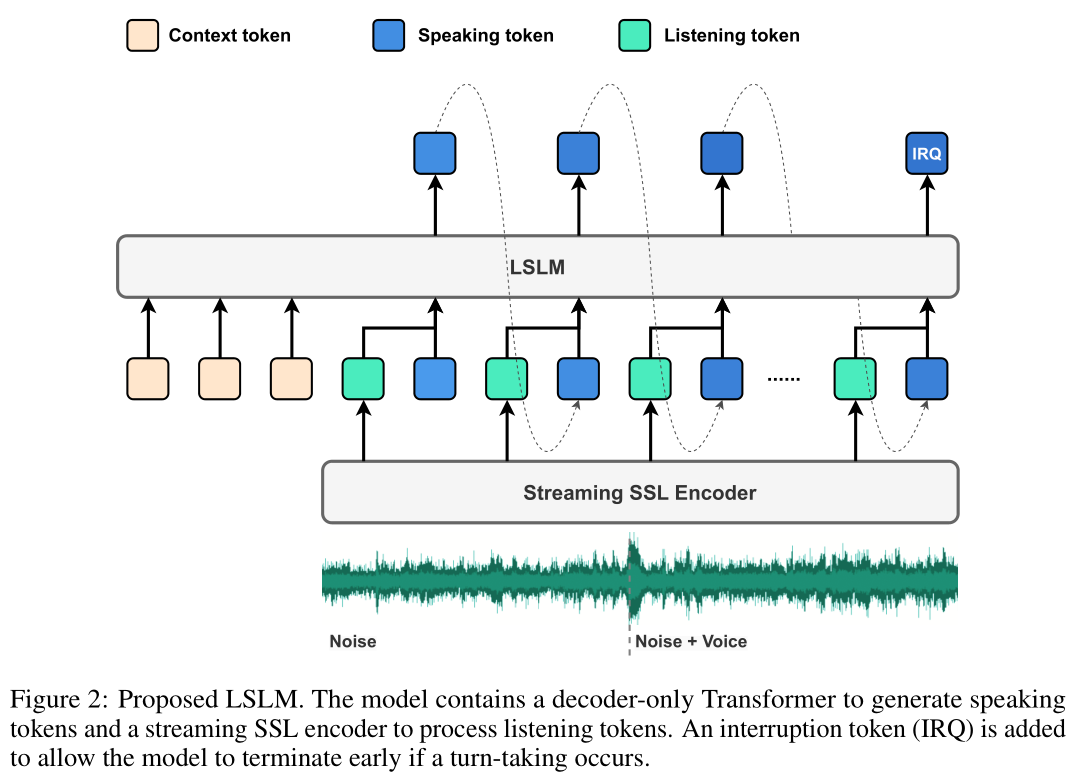 Context token
Speaking token
Listening token
IRQ
LSLM
......
Streaming SSL Encoder
Noise
Noise + Voice
Figure 2: Proposed LSLM. The model contains a decoder-only Transformer to generate speaking
tokens and a streaming SSL encoder to process listening tokens. An interruption token (IRQ) is added
to allow the model to terminate early if a turn-taking occurs.